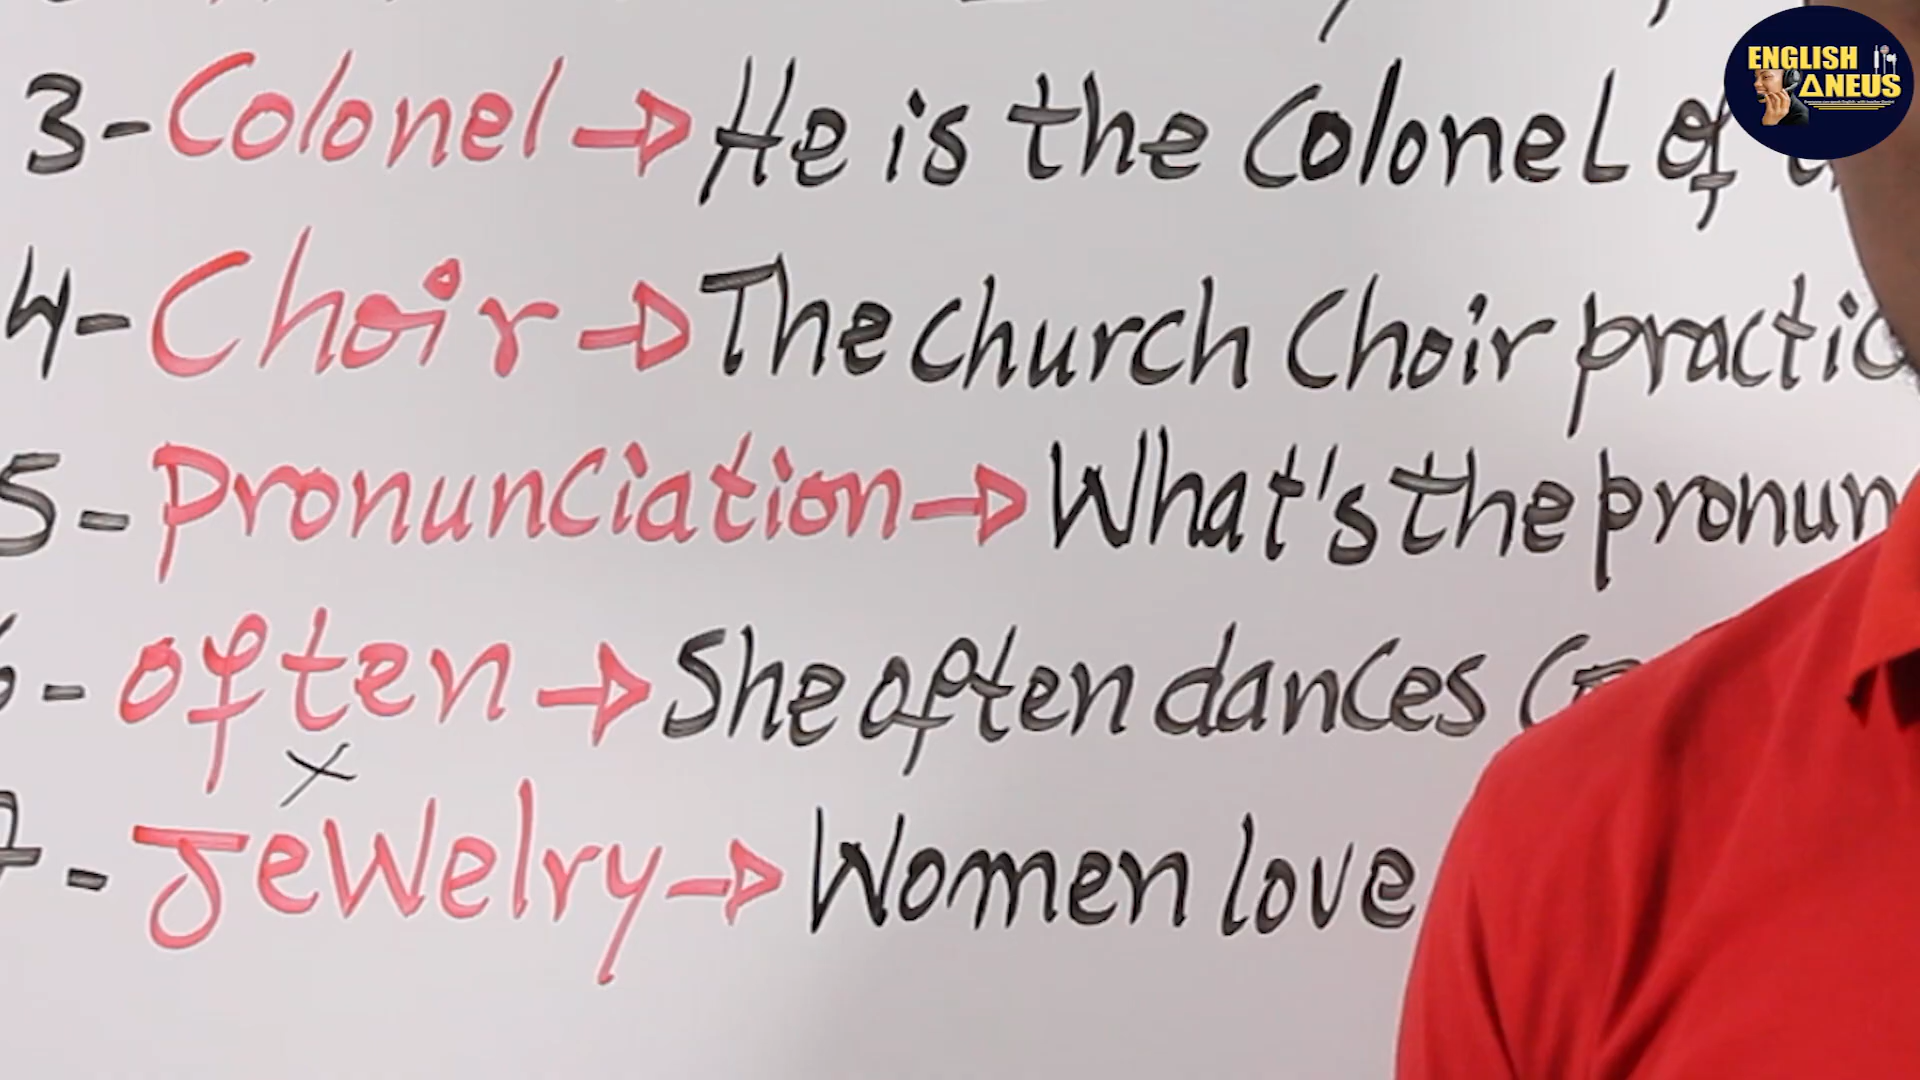 3-Colonel → He is the Colonel of
4- Choir → The church Choir practic
5- pronunciation → What's the pronun
- often → She often dances
x
7- Jewelry → Women love
ENGLISH
ΔNEUS